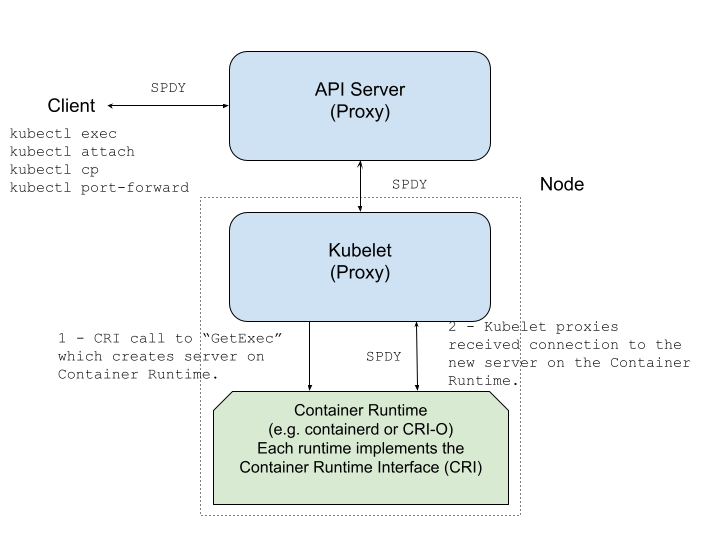 SPDY
API Server
(Proxy)
Client
kubectl exec
kubectl attach
kubectl cp
kubectl port-forward
SPDY
Node
Kubelet
(Proxy)
1 - CRI call to “GetExec”
which creates server on
Container Runtime.
SPDY
2 - Kubelet proxies
received connection to the
new server on the Container
Runtime.
Container Runtime
(e.g. containerd or CRI-O)
Each runtime implements the
Container Runtime Interface (CRI)